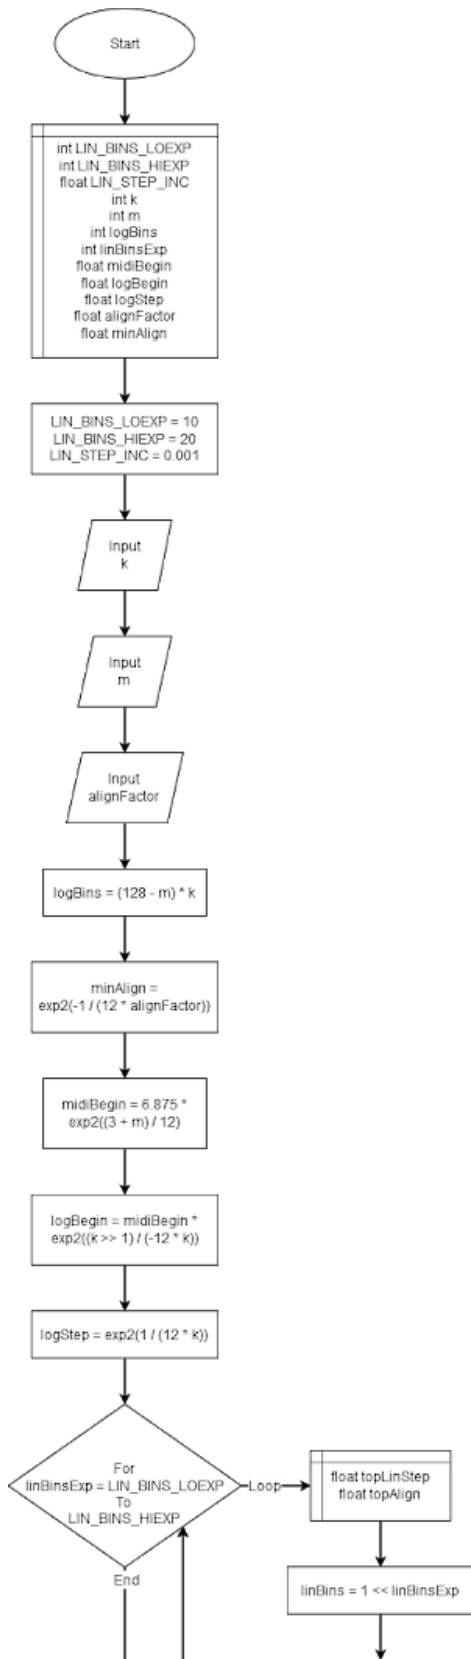 Start
int LIN_BINS_LOEXP
int LIN_BINS_HIEXP
float LIN_STEP_INC
int k
int m
int logBins
int linBinsExp
float midiBegin
float logBegin
float logStep
float alignFactor
float minAlign
LIN_BINS_LOEXP = 10
LIN_BINS_HIEXP = 20
LIN_STEP_INC = 0.001
Input
k
Input
m
Input
alignFactor
logBins = (128 - m) * k
minAlign =
exp2(-1 / (12 * alignFactor))
midiBegin = 6.875 *
exp2((3 + m) / 12)
logBegin = midiBegin *
exp2((k >> 1) / (-12 * k))
logStep = exp2(1 / (12 * k))
For
linBinsExp = LIN_BINS_LOEXP
To
LIN_BINS_HIEXP
Loop
float topLinStep
float topAlign
End
linBins = 1 << linBinsExp